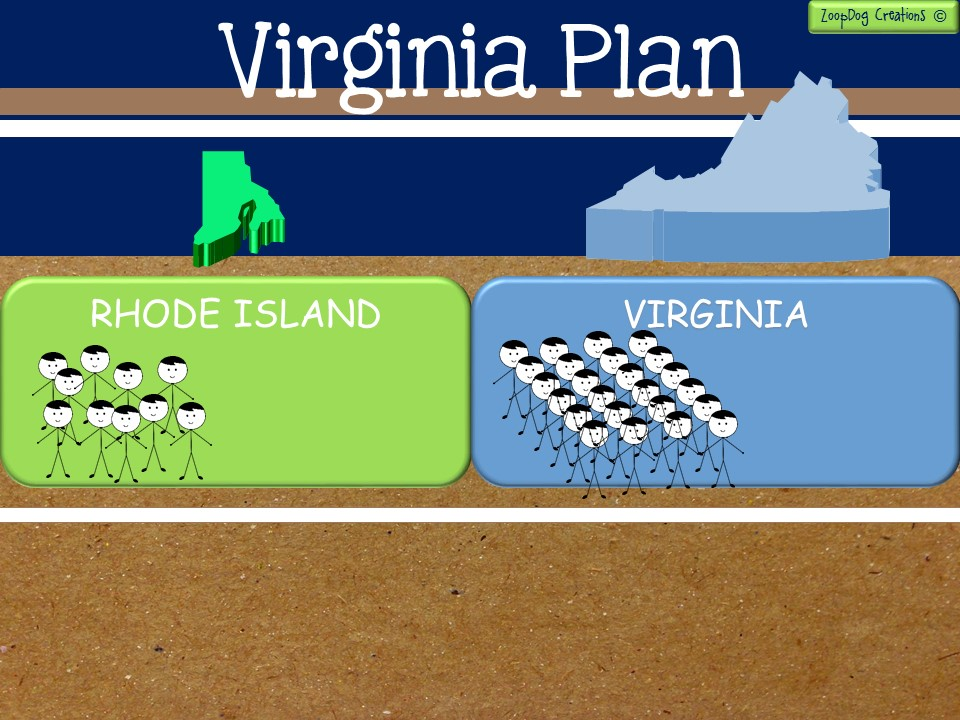 ZoopDog Creations ©
Virginia Plan
RHODE ISLAND
VIRGINIA